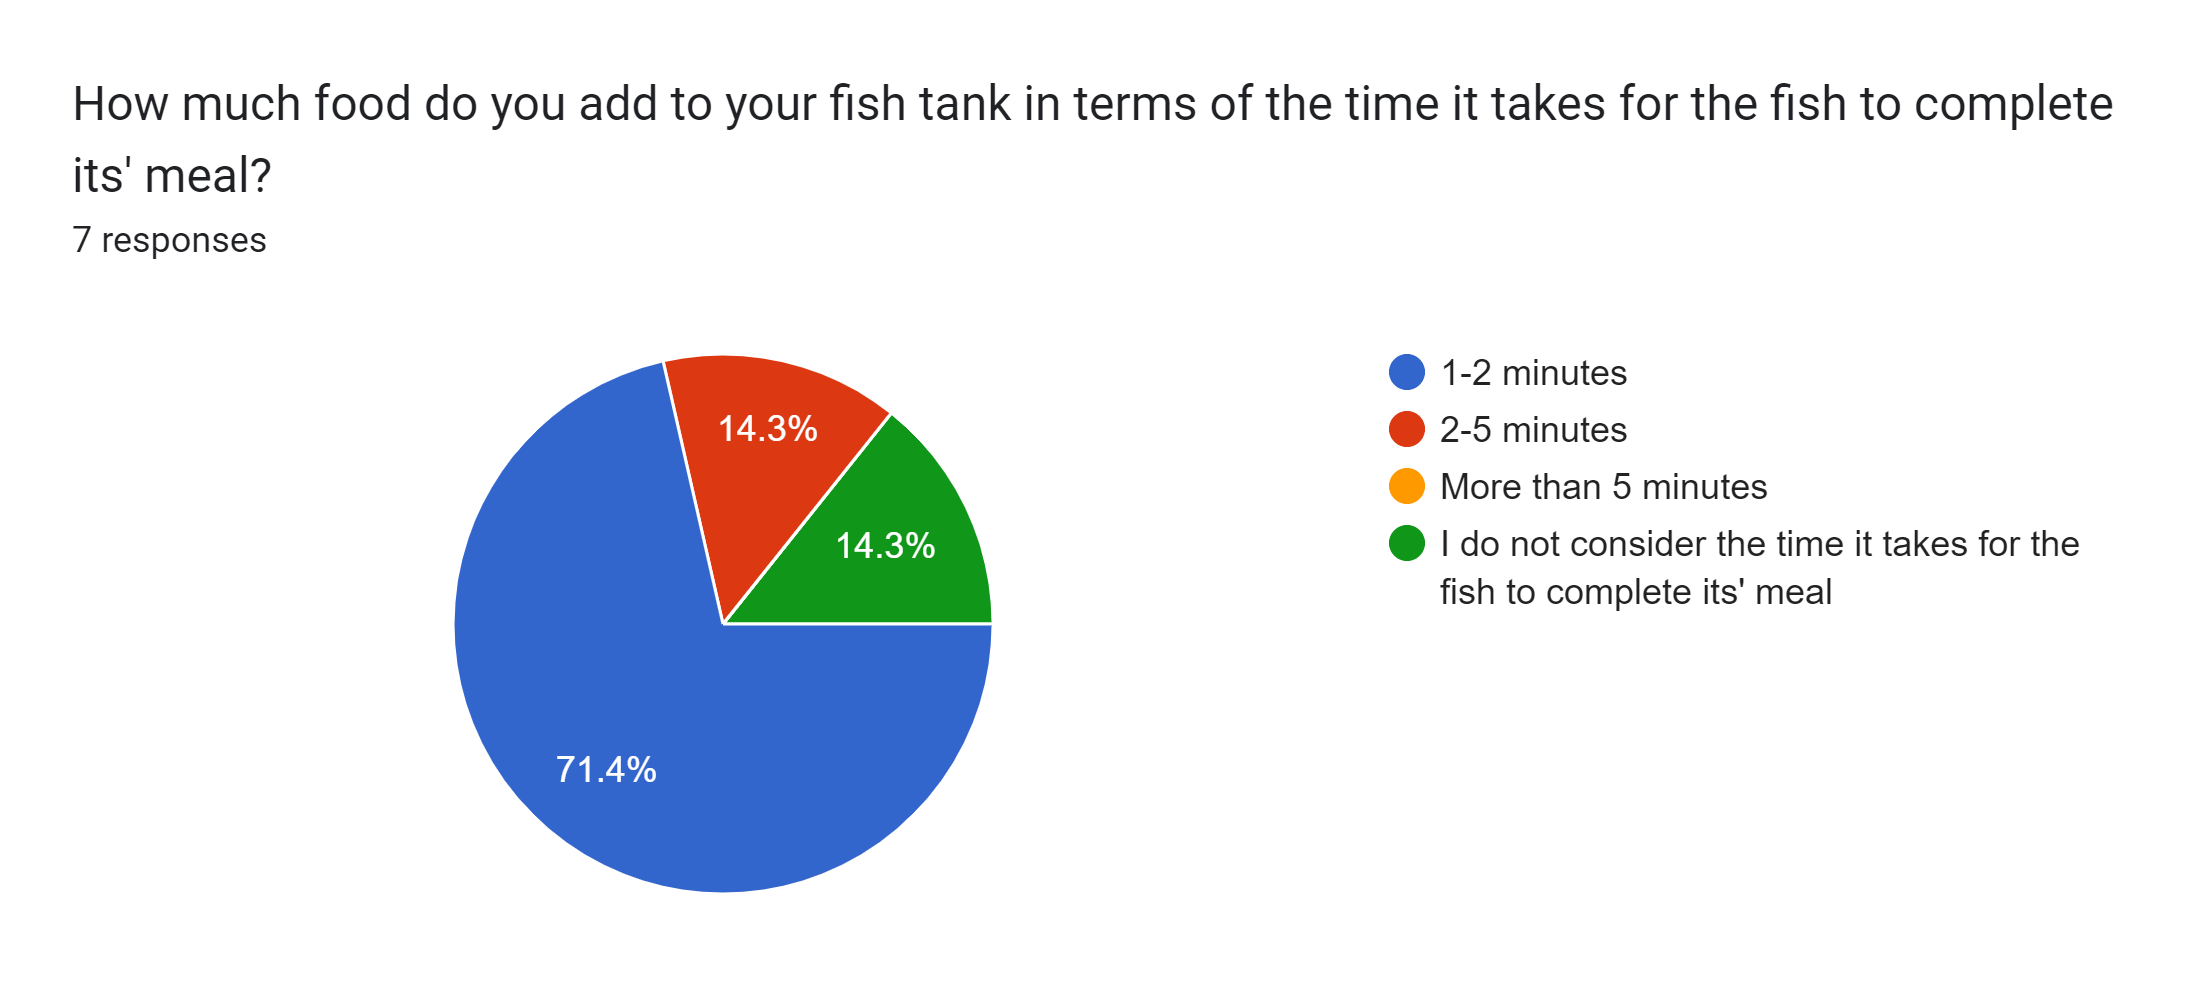 How much food do you add to your fish tank in terms of the time it takes for the fish to complete
its' meal?
7 responses
14.3%
14.3%
71.4%
1-2 minutes
2-5 minutes
More than 5 minutes
I do not consider the time it takes for the
fish to complete its' meal